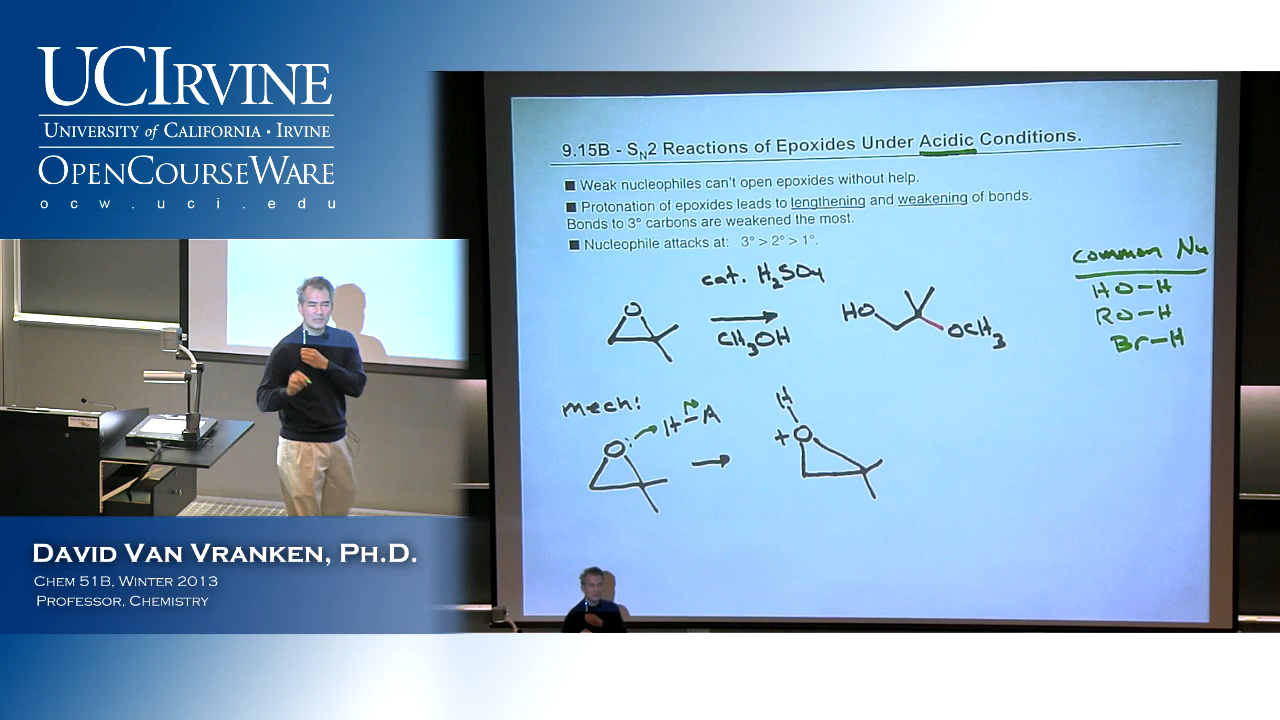 UCIRVINE
UNIVERSITY of CALIFORNIA · IRVINE
OPENCOURSEWARE
ocw.uci.edu
9.15B - SN2 Reactions of Epoxides Under Acidic Conditions.
■ Weak nucleophiles can't open epoxides without help.
■ Protonation of epoxides leads to lengthening and weakening of bonds.
Bonds to 3° carbons are weakened the most.
■ Nucleophile attacks at: 3° > 2° > 1°.
common Nu
HO-H
RO-H
Br-H
cat. H2SO4
O
CH3OH
HO
OCH3
mech:
O: H-A
H
+O
DAVID VAN VRANKEN, PH.D.
CHEM 51B, WINTER 2013
PROFESSOR, CHEMISTRY